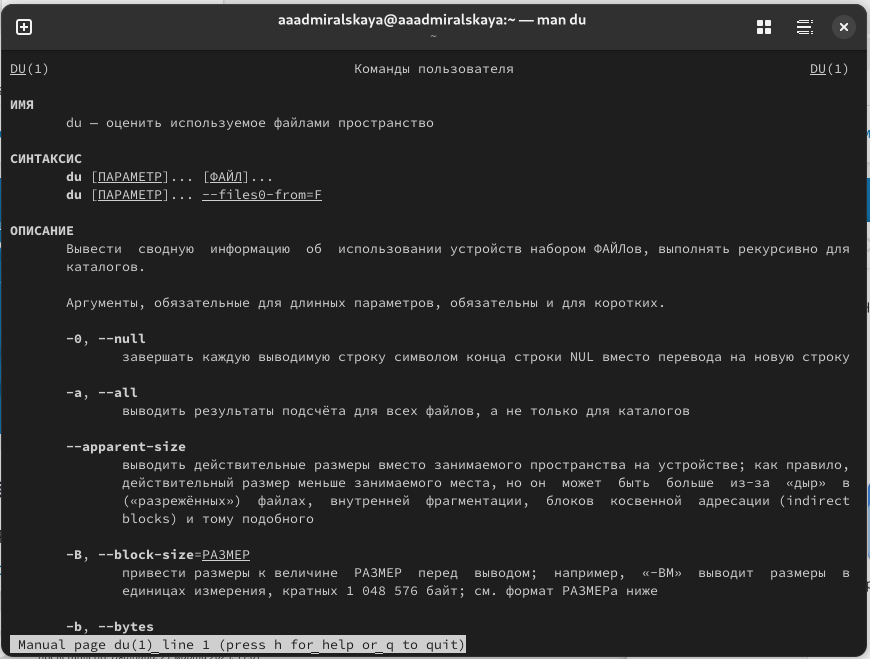 aaadmiralskaya@aaadmiralskaya:~ — man du
~
DU(1) Команды пользователя DU(1)
ИМЯ
du — оценить используемое файлами пространство
СИНТАКСИС
du [ПАРАМЕТР]... [ФАЙЛ]...
du [ПАРАМЕТР]... --files0-from=F
ОПИСАНИЕ
Вывести сводную информацию об использовании устройств набором ФАЙЛов, выполнять рекурсивно для
каталогов.
Аргументы, обязательные для длинных параметров, обязательны и для коротких.
-0, --null
завершать каждую выводимую строку символом конца строки NUL вместо перевода на новую строку
-a, --all
выводить результаты подсчёта для всех файлов, а не только для каталогов
--apparent-size
выводить действительные размеры вместо занимаемого пространства на устройстве; как правило,
действительный размер меньше занимаемого места, но он может быть больше из-за «дыр» в
(«разрежённых») файлах, внутренней фрагментации, блоков косвенной адресации (indirect
blocks) и тому подобного
-B, --block-size=РАЗМЕР
привести размеры к величине РАЗМЕР перед выводом; например, «-BM» выводит размеры в
единицах измерения, кратных 1 048 576 байт; см. формат РАЗМЕРа ниже
-b, --bytes
Manual page du(1) line 1 (press h for help or q to quit)